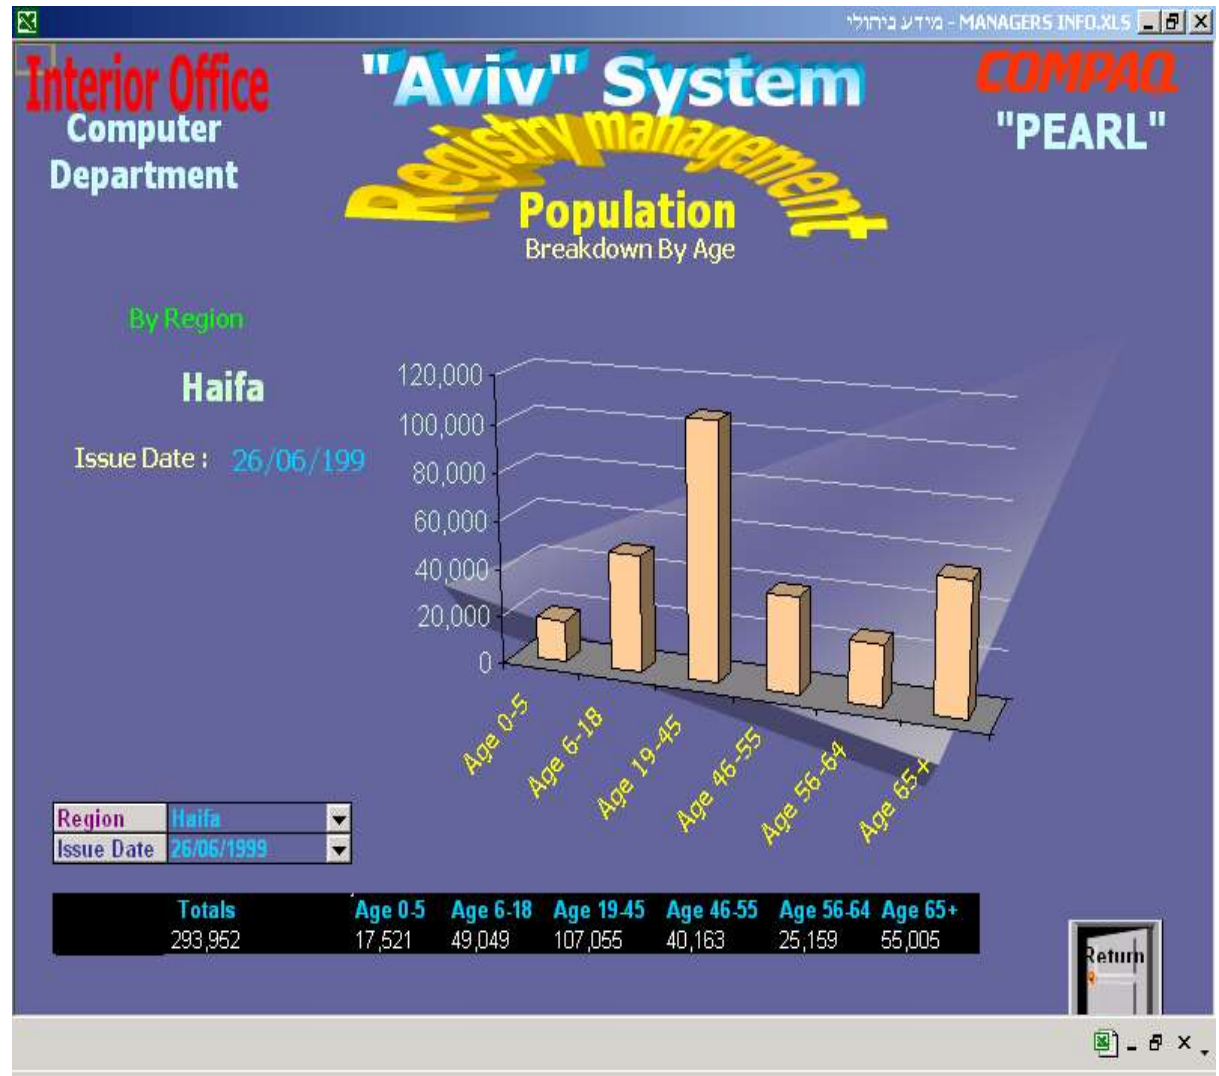 מידע ניהולי - MANAGERS INFO.XLS
Interior Office
Computer
Department
"Aviv" System
Registry management
Population
Breakdown By Age
COMPAQ
"PEARL"
By Region
Haifa
Issue Date : 26/06/199
120,000
100,000
80,000
60,000
40,000
20,000
0
Age 0-5
Age 6-18
Age 19-45
Age 46-55
Age 56-64
Age 65+
Region Haifa
Issue Date 26/06/1999
Totals Age 0-5 Age 6-18 Age 19-45 Age 46-55 Age 56-64 Age 65+
293,952 17,521 49,049 107,055 40,163 25,159 55,005
Return